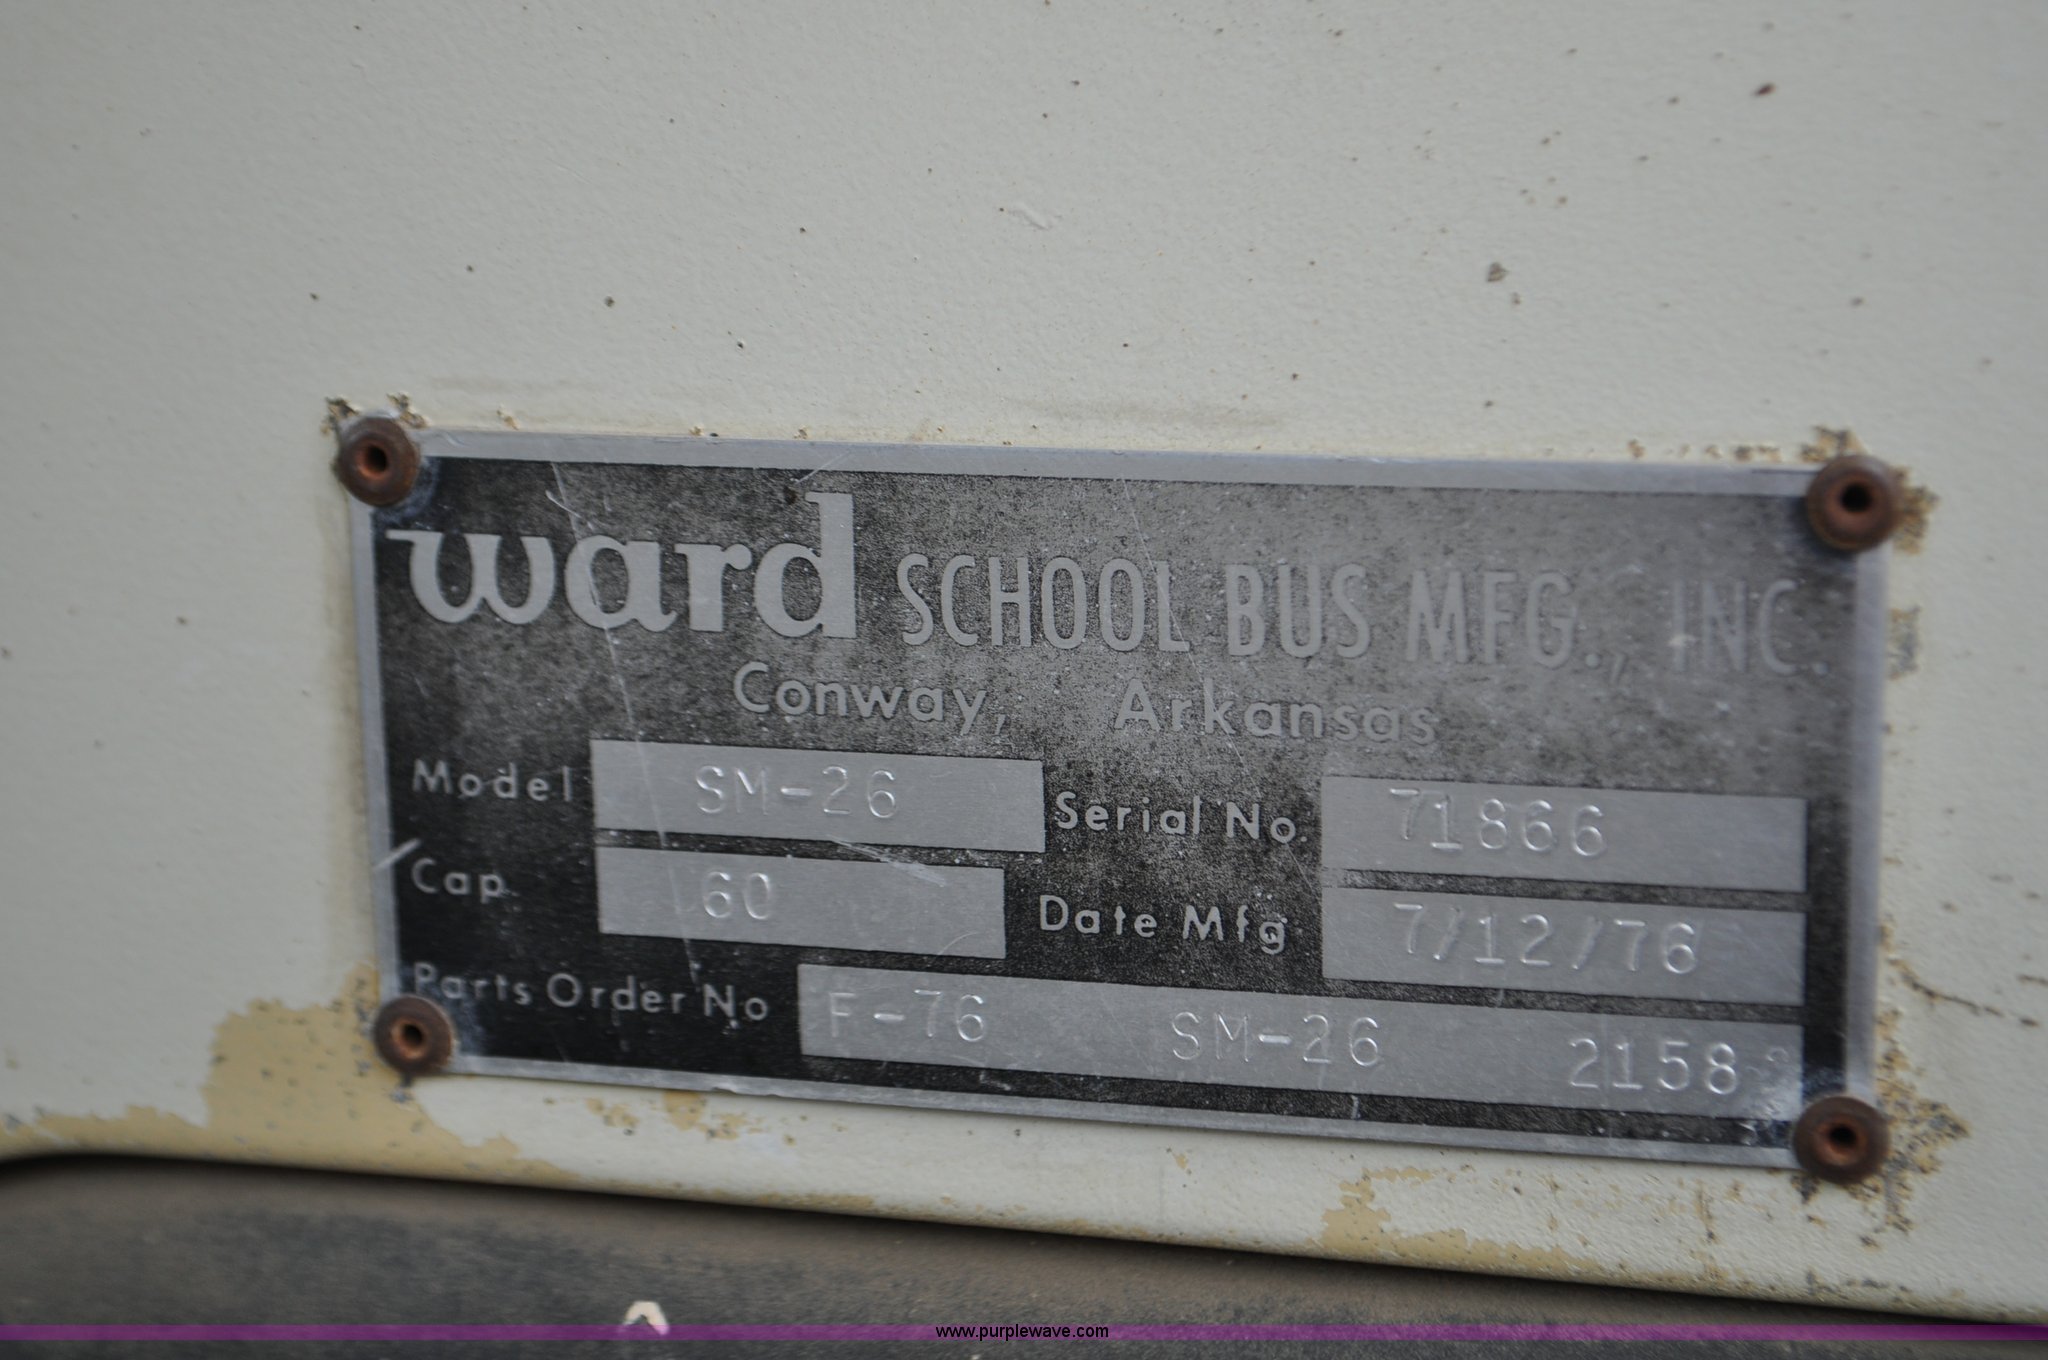 ward SCHOOL BUS MFG., INC.
Conway, Arkansas
Model SM-26 Serial No. 71866
Cap 60 Date Mfg 7/12/76
Parts Order No F-76 SM-26 2158
www.purplewave.com